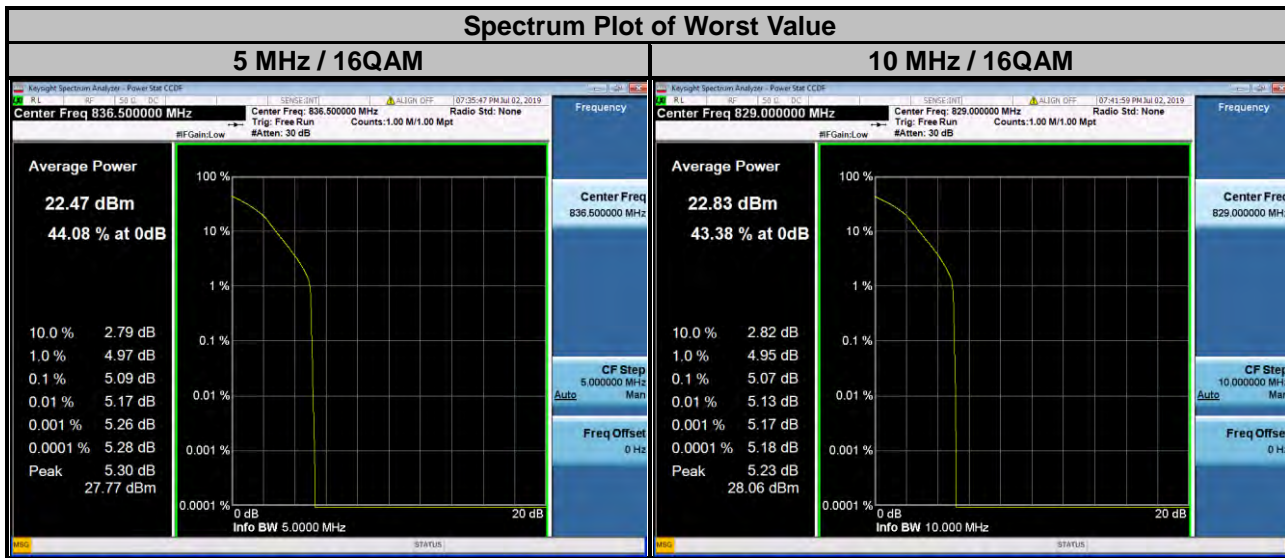 Spectrum Plot of Worst Value
5 MHz / 16QAM
10 MHz / 16QAM
Keysight Spectrum Analyzer - Power Stat CCDF
RL RF 50 Ω DC SENSE:INT ALIGN OFF 07:35:47 PM Jul 02, 2019
Center Freq 836.500000 MHz
Center Freq: 836.500000 MHz Radio Std: None
Trig: Free Run Counts:1.00 M/1.00 Mpt
#IFGain:Low #Atten: 30 dB
Frequency
Average Power
22.47 dBm
44.08 % at 0dB
10.0 % 2.79 dB
1.0 % 4.97 dB
0.1 % 5.09 dB
0.01 % 5.17 dB
0.001 % 5.26 dB
0.0001 % 5.28 dB
Peak 5.30 dB
27.77 dBm
100 %
10 %
1 %
0.1 %
0.01 %
0.001 %
0.0001 %
0 dB 20 dB
Info BW 5.0000 MHz
Center Freq
836.500000 MHz
CF Step
5.000000 MHz
Auto Man
Freq Offset
0 Hz
MSG STATUS
Keysight Spectrum Analyzer - Power Stat CCDF
RL RF 50 Ω DC SENSE:INT ALIGN OFF 07:41:59 PM Jul 02, 2019
Center Freq 829.000000 MHz
Center Freq: 829.000000 MHz Radio Std: None
Trig: Free Run Counts:1.00 M/1.00 Mpt
#IFGain:Low #Atten: 30 dB
Frequency
Average Power
22.83 dBm
43.38 % at 0dB
10.0 % 2.82 dB
1.0 % 4.95 dB
0.1 % 5.07 dB
0.01 % 5.13 dB
0.001 % 5.17 dB
0.0001 % 5.18 dB
Peak 5.23 dB
28.06 dBm
100 %
10 %
1 %
0.1 %
0.01 %
0.001 %
0.0001 %
0 dB 20 dB
Info BW 10.000 MHz
Center Freq
829.000000 MH
CF Step
10.000000 MH
Auto Mar
Freq Offse
0 H
MSG STATUS